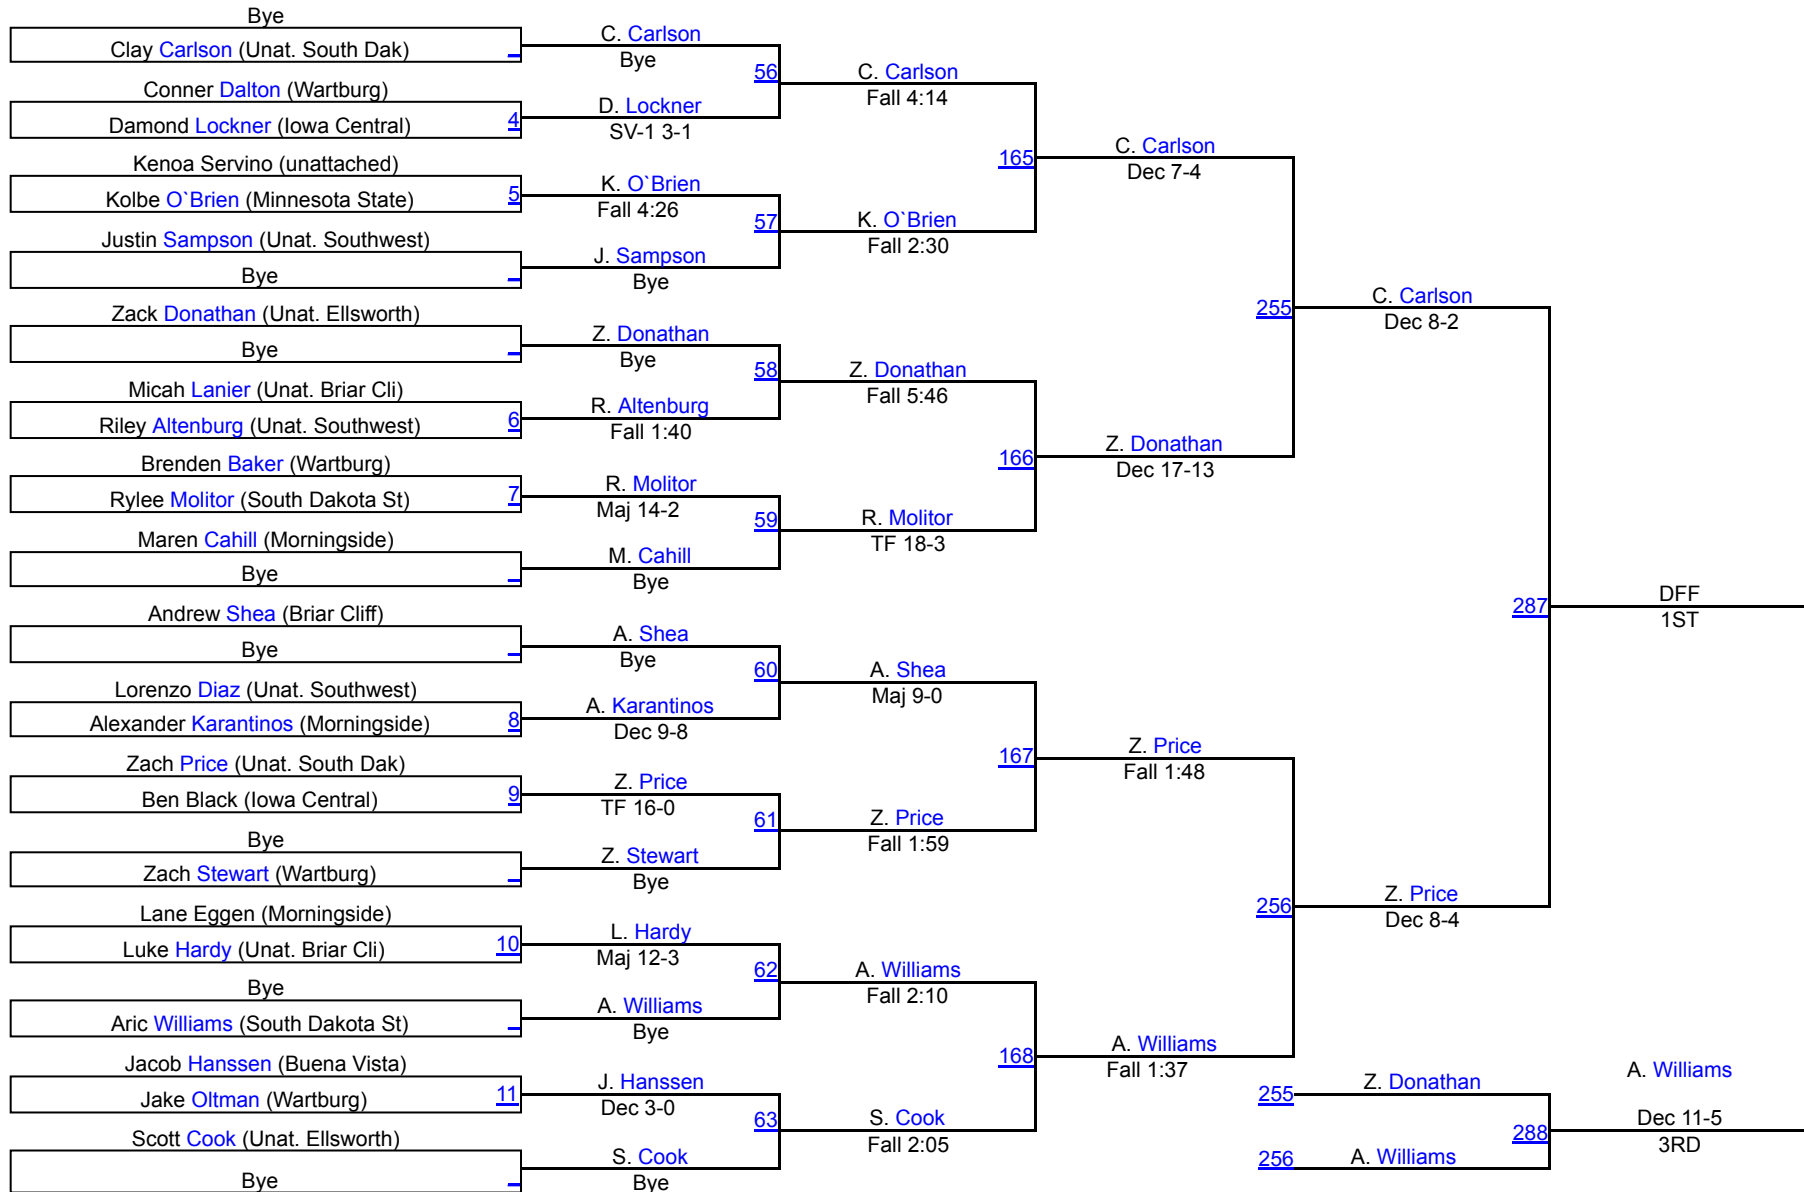 Bye
Clay Carlson (Unat. South Dak)
Conner Dalton (Wartburg)
Damond Lockner (Iowa Central) 4
Kenoa Servino (unattached)
Kolbe O`Brien (Minnesota State) 5
Justin Sampson (Unat. Southwest)
Bye
Zack Donathan (Unat. Ellsworth)
Bye
Micah Lanier (Unat. Briar Cli)
Riley Altenburg (Unat. Southwest) 6
Brenden Baker (Wartburg)
Rylee Molitor (South Dakota St) 7
Maren Cahill (Morningside)
Bye
Andrew Shea (Briar Cliff)
Bye
Lorenzo Diaz (Unat. Southwest)
Alexander Karantinos (Morningside) 8
Zach Price (Unat. South Dak)
Ben Black (Iowa Central) 9
Bye
Zach Stewart (Wartburg)
Lane Eggen (Morningside)
Luke Hardy (Unat. Briar Cli) 10
Bye
Aric Williams (South Dakota St)
Jacob Hanssen (Buena Vista)
Jake Oltman (Wartburg) 11
Scott Cook (Unat. Ellsworth)
Bye
C. Carlson
Bye
56
D. Lockner
SV-1 3-1
K. O`Brien
Fall 4:26
57
J. Sampson
Bye
Z. Donathan
Bye
58
R. Altenburg
Fall 1:40
R. Molitor
Maj 14-2
59
M. Cahill
Bye
A. Shea
Bye
60
A. Karantinos
Dec 9-8
Z. Price
TF 16-0
61
Z. Stewart
Bye
L. Hardy
Maj 12-3
62
A. Williams
Bye
J. Hanssen
Dec 3-0
63
S. Cook
Bye
C. Carlson
Fall 4:14
165
K. O`Brien
Fall 2:30
Z. Donathan
Fall 5:46
166
R. Molitor
TF 18-3
A. Shea
Maj 9-0
167
Z. Price
Fall 1:59
A. Williams
Fall 2:10
168
S. Cook
Fall 2:05
C. Carlson
Dec 7-4
255
Z. Donathan
Dec 17-13
Z. Price
Fall 1:48
256
A. Williams
Fall 1:37
C. Carlson
Dec 8-2
287
Z. Price
Dec 8-4
DFF
1ST
255 Z. Donathan
288
256 A. Williams
A. Williams
Dec 11-5
3RD